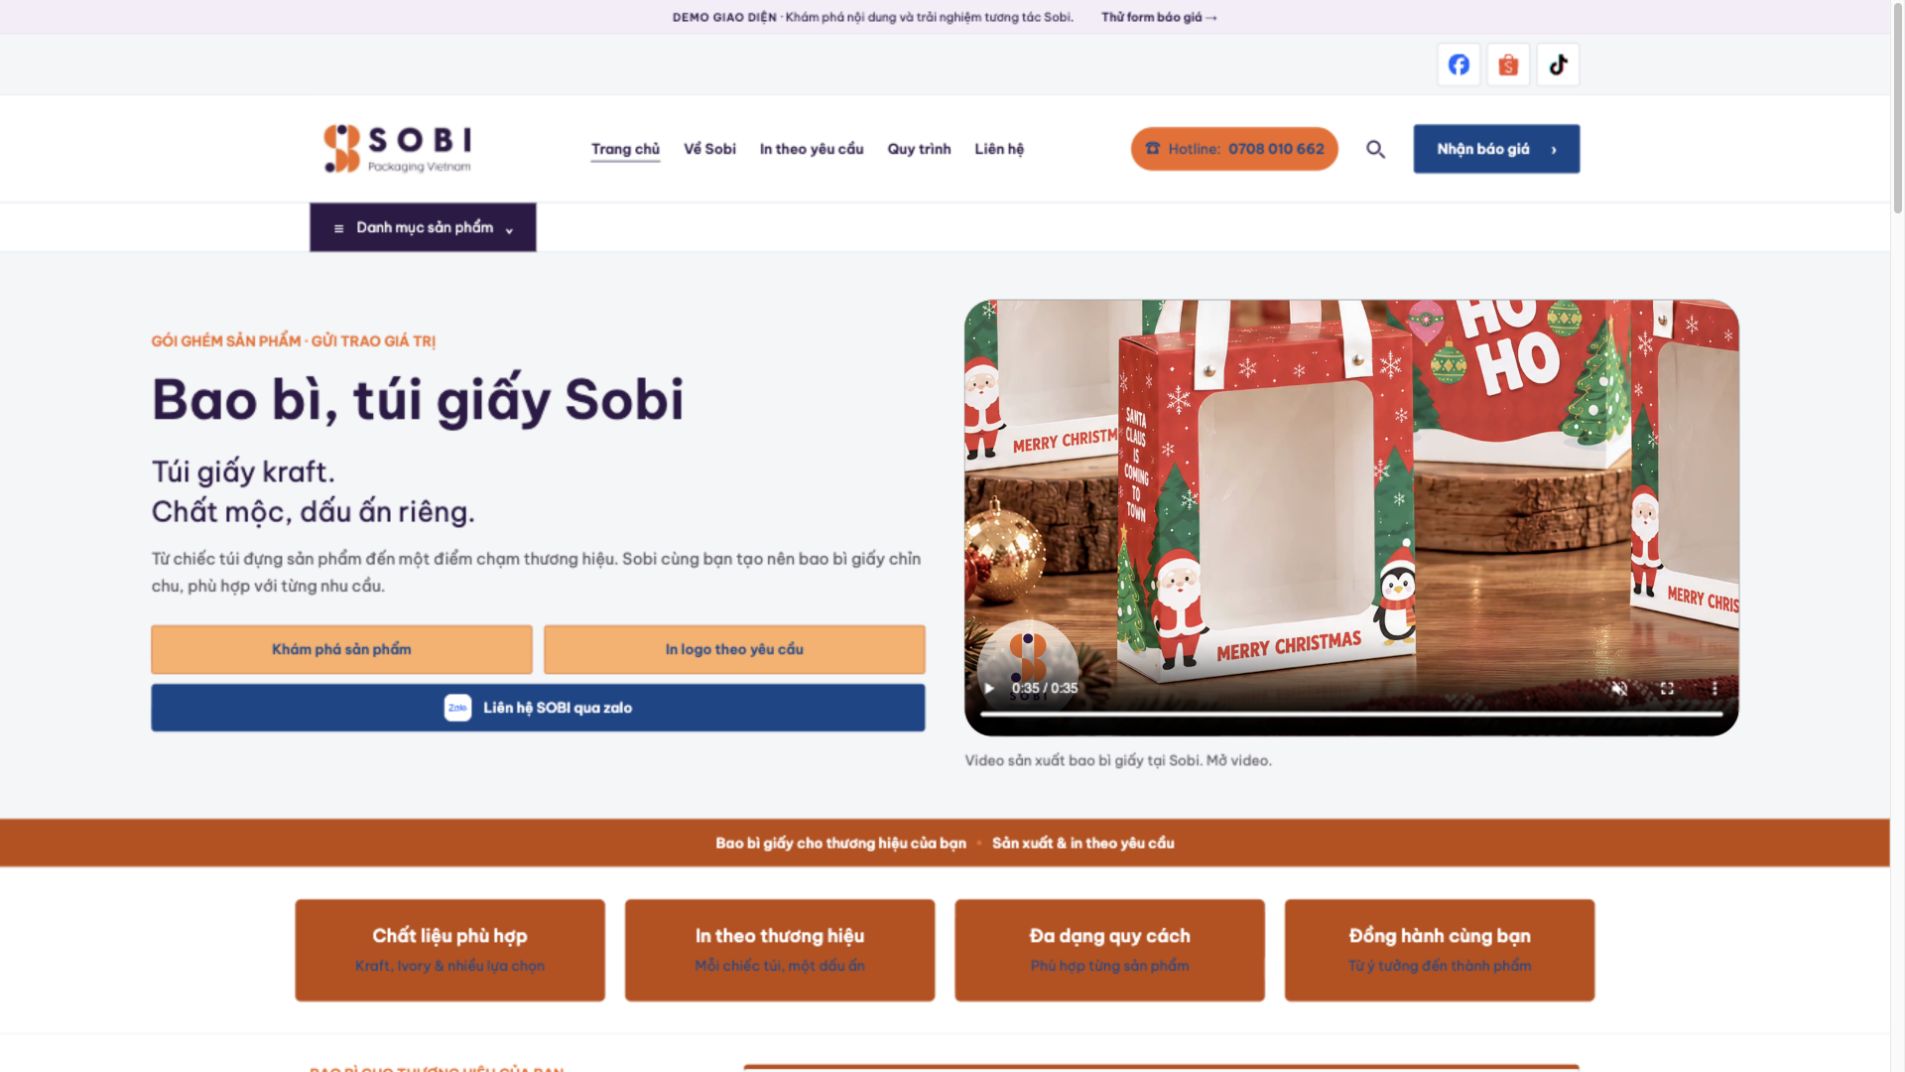 DEMO GIAO DIỆN · Khám phá nội dung và trải nghiệm tương tác Sobi. Thử form báo giá →
SOBI
Packaging Vietnam
Trang chủ Về Sobi In theo yêu cầu Quy trình Liên hệ
☎ Hotline: 0708 010 662
Nhận báo giá ›
≡ Danh mục sản phẩm
GÓI GHÉM SẢN PHẨM · GỬI TRAO GIÁ TRỊ
Bao bì, túi giấy Sobi
Túi giấy kraft.
Chất mộc, dấu ấn riêng.
Từ chiếc túi đựng sản phẩm đến một điểm chạm thương hiệu. Sobi cùng bạn tạo nên bao bì giấy chỉn
chu, phù hợp với từng nhu cầu.
Khám phá sản phẩm
In logo theo yêu cầu
Zalo Liên hệ SOBI qua zalo
HO
HO
MERRY CHRISTM
SANTA
CLAUS
IS
COMING
TO
TOWN
MERRY CHRISTMAS
MERRY CHRIS
SOBI
0:35 / 0:35
Video sản xuất bao bì giấy tại Sobi. Mở video.
Bao bì giấy cho thương hiệu của bạn • Sản xuất & in theo yêu cầu
Chất liệu phù hợp
Kraft, Ivory & nhiều lựa chọn
In theo thương hiệu
Mỗi chiếc túi, một dấu ấn
Đa dạng quy cách
Phù hợp từng sản phẩm
Đồng hành cùng bạn
Từ ý tưởng đến thành phẩm
BAO BÌ CHO THƯƠNG HIỆU CỦA BẠN